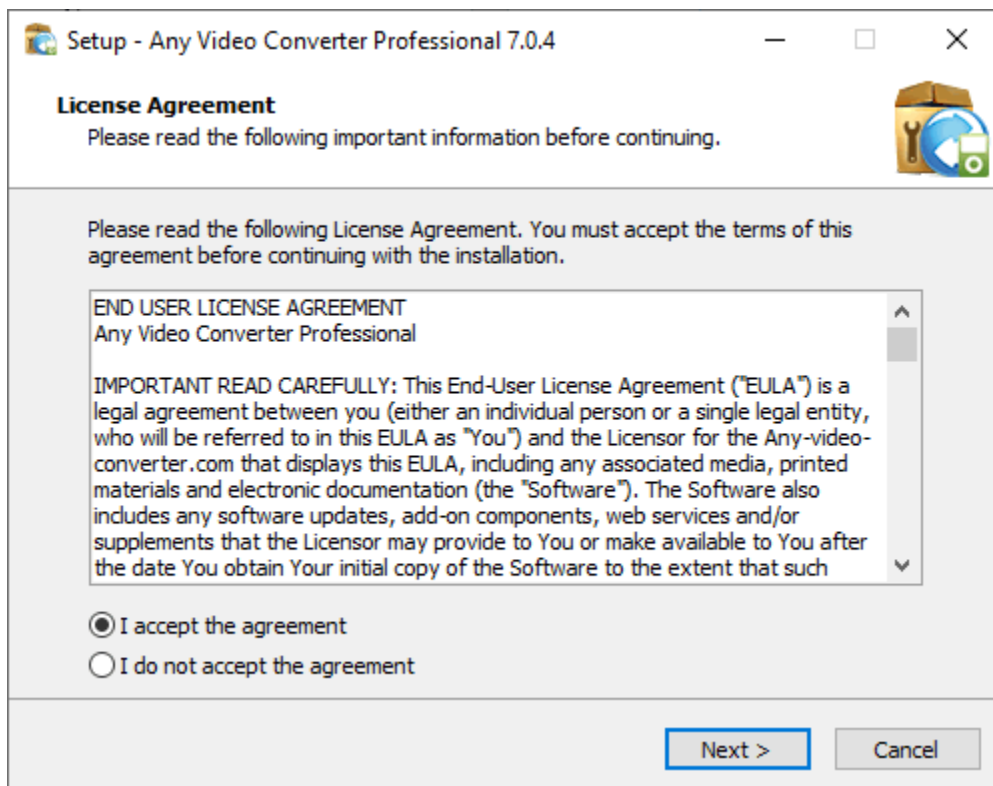 Setup - Any Video Converter Professional 7.0.4
License Agreement
Please read the following important information before continuing.
Please read the following License Agreement. You must accept the terms of this
agreement before continuing with the installation.
END USER LICENSE AGREEMENT
Any Video Converter Professional
IMPORTANT READ CAREFULLY: This End-User License Agreement ("EULA") is a
legal agreement between you (either an individual person or a single legal entity,
who will be referred to in this EULA as "You") and the Licensor for the Any-video-
converter.com that displays this EULA, including any associated media, printed
materials and electronic documentation (the "Software"). The Software also
includes any software updates, add-on components, web services and/or
supplements that the Licensor may provide to You or make available to You after
the date You obtain Your initial copy of the Software to the extent that such
I accept the agreement
I do not accept the agreement
Next >
Cancel